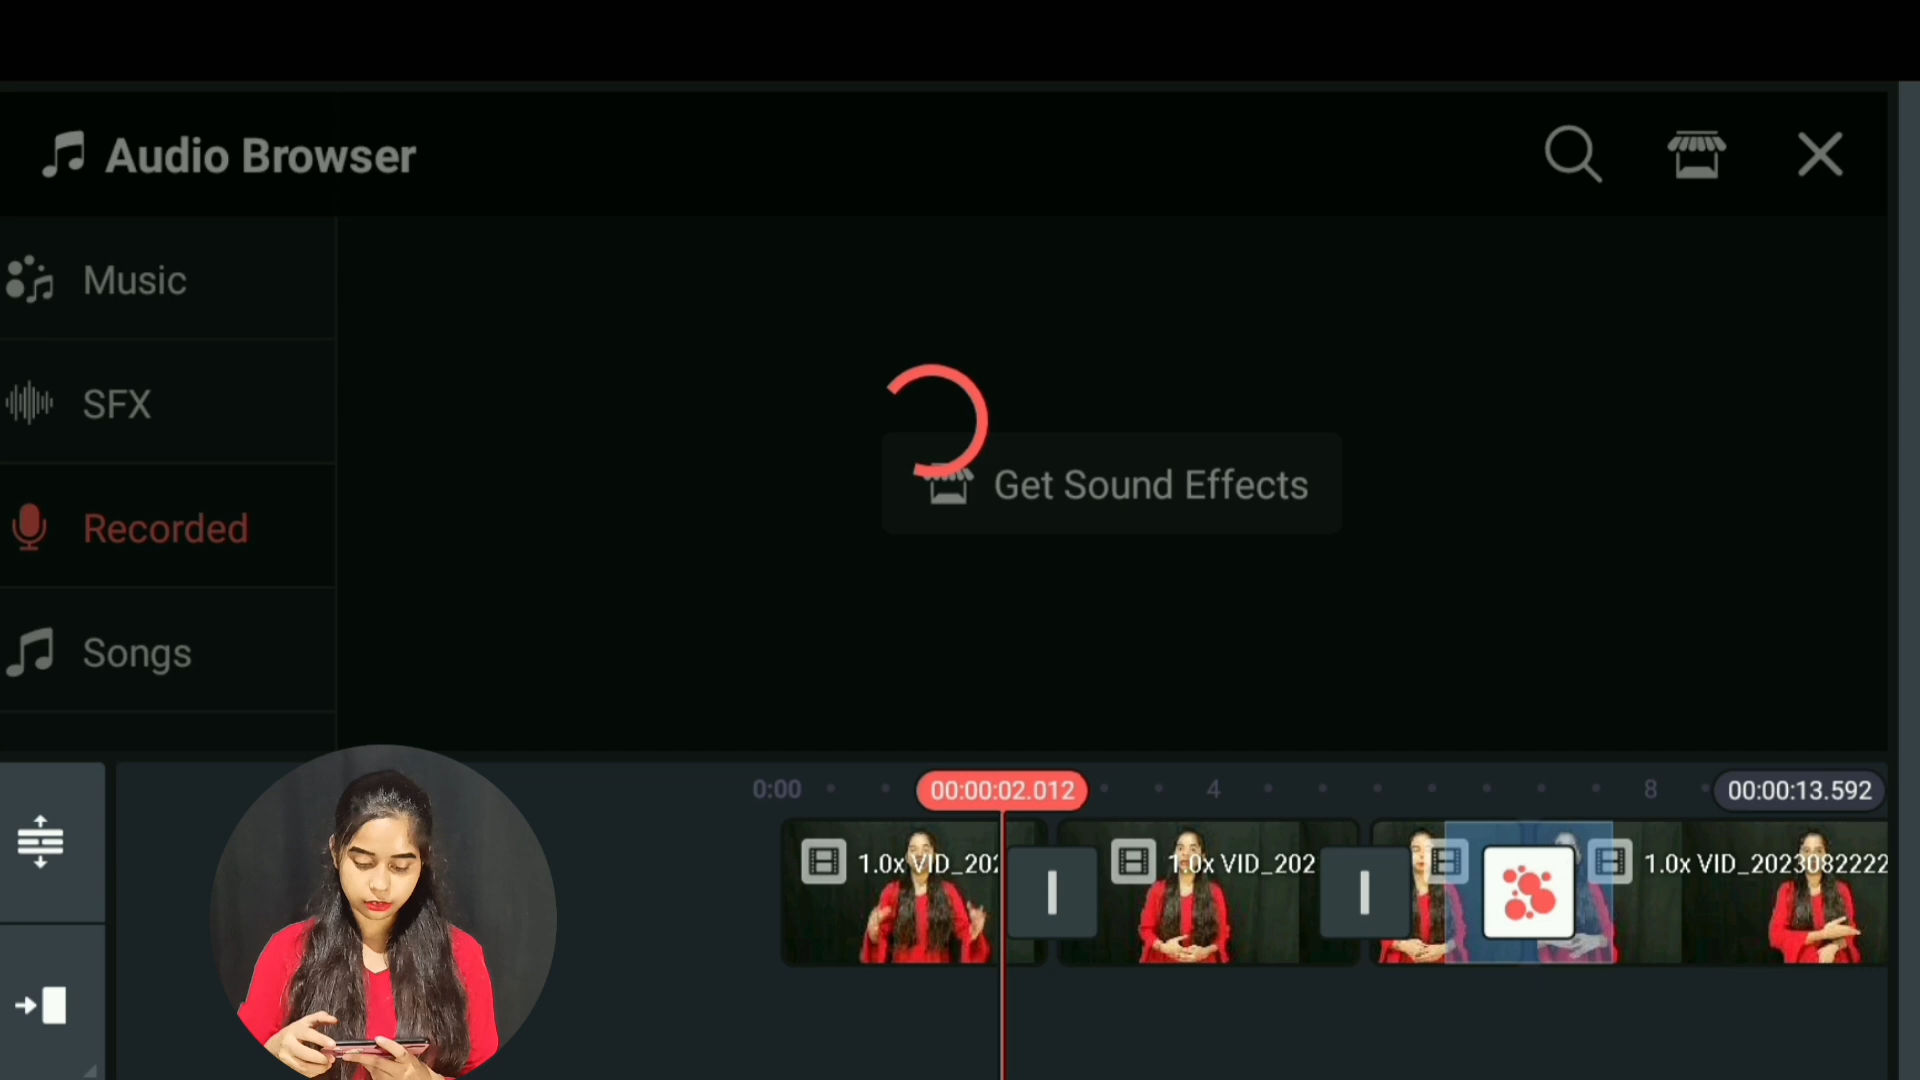 Audio Browser
Music
SFX
Recorded
Songs
Get Sound Effects
0:00
00:00:02.012
4
8
00:00:13.592
1.0x VID_202
1.0x VID_202
1.0x VID_2023082222